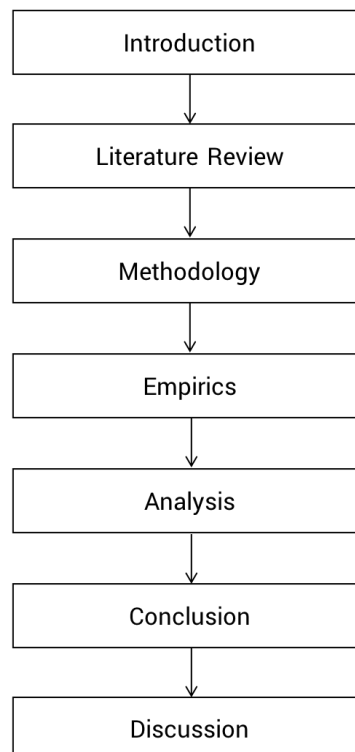 Introduction
Literature Review
Methodology
Empirics
Analysis
Conclusion
Discussion